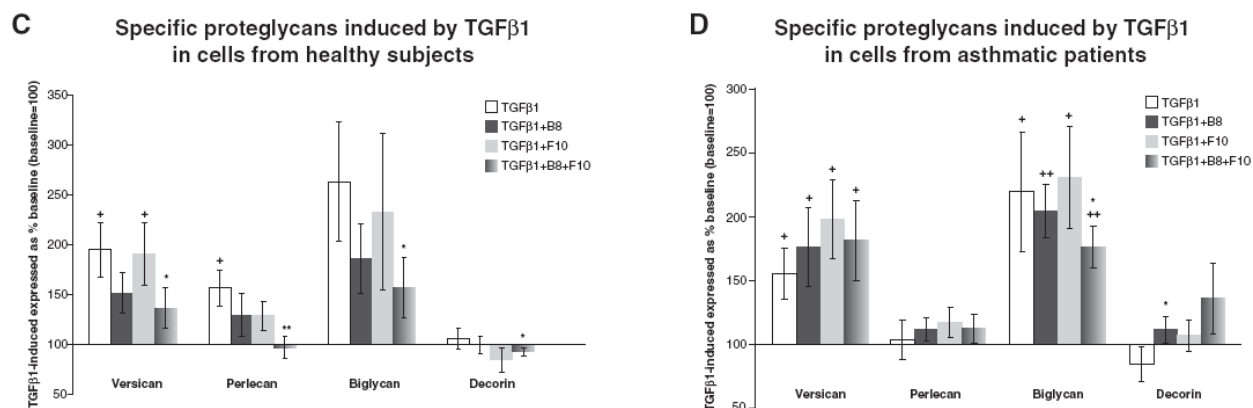 C
Specific proteglycans induced by TGFβ1
in cells from healthy subjects
TGFβ1-induced expressed as % baseline (baseline=100)
350
300
250
200
150
100
50
TGFβ1
TGFβ1+B8
TGFβ1+F10
TGFβ1+B8+F10
+
+
*
+
**
*
*
Versican
Perlecan
Biglycan
Decorin
D
Specific proteglycans induced by TGFβ1
in cells from asthmatic patients
TGFβ1-induced expressed as % baseline (baseline=100)
300
250
200
150
100
50
TGFβ1
TGFβ1+B8
TGFβ1+F10
TGFβ1+B8+F10
+
+
+
+
+
++
+
*
++
*
Versican
Perlecan
Biglycan
Decorin